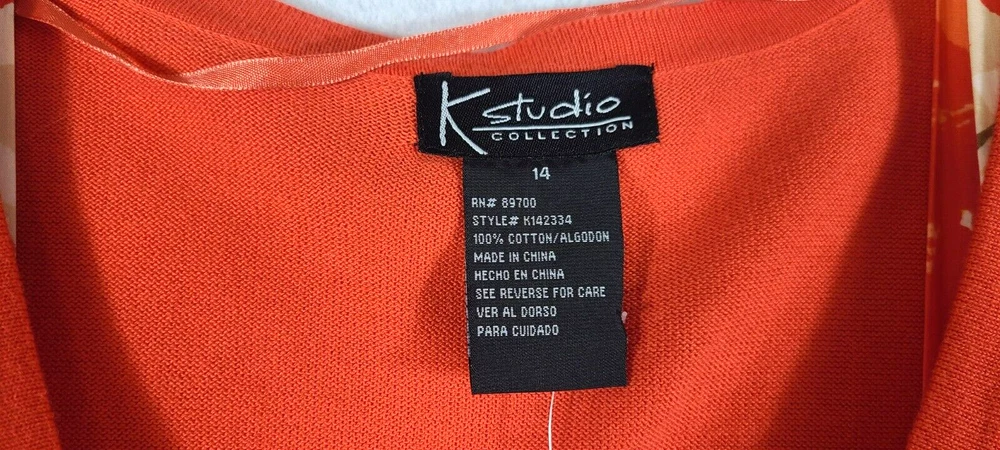 K studio
COLLECTION
14
RN# 89700
STYLE# K142334
100% COTTON/ALGODON
MADE IN CHINA
HECHO EN CHINA
SEE REVERSE FOR CARE
VER AL DORSO
PARA CUIDADO